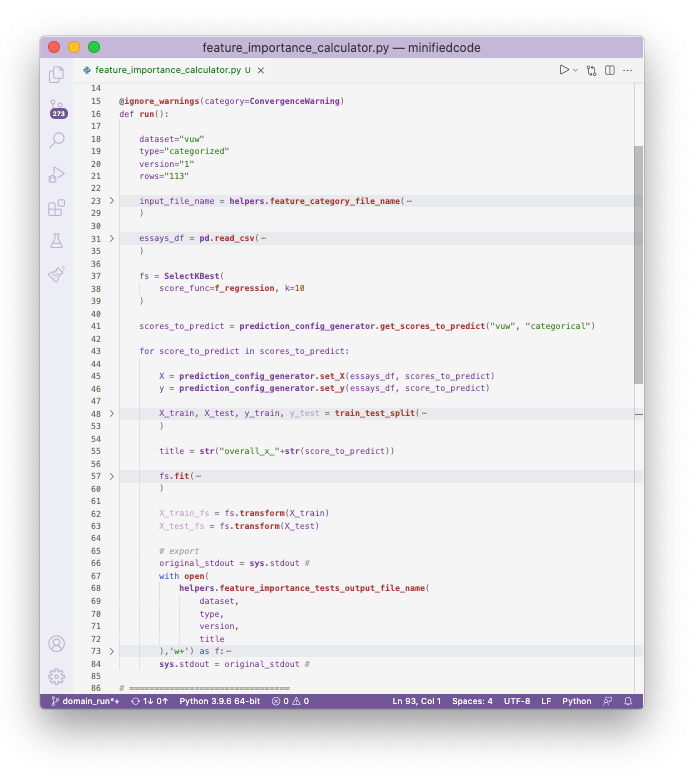 feature_importance_calculator.py — minifiedcode
feature_importance_calculator.py U ×
14
15 @ignore_warnings(category=ConvergenceWarning)
16 def run():
17
18 dataset="vuw"
19 type="categorized"
20 version="1"
21 rows="113"
22
23 input_file_name = helpers.feature_category_file_name(⋯
29 )
30
31 essays_df = pd.read_csv(⋯
35 )
36
37 fs = SelectKBest(
38 score_func=f_regression, k=10
39 )
40
41 scores_to_predict = prediction_config_generator.get_scores_to_predict("vuw", "categorical")
42
43 for score_to_predict in scores_to_predict:
44
45 X = prediction_config_generator.set_X(essays_df, scores_to_predict)
46 y = prediction_config_generator.set_y(essays_df, scores_to_predict)
47
48 X_train, X_test, y_train, y_test = train_test_split(⋯
53 )
54
55 title = str("overall_x_"+str(score_to_predict))
56
57 fs.fit(⋯
60 )
61
62 X_train_fs = fs.transform(X_train)
63 X_test_fs = fs.transform(X_test)
64
65 # export
66 original_stdout = sys.stdout #
67 with open(
68 helpers.feature_importance_tests_output_file_name(
69 dataset,
70 type,
71 version,
72 title
73 ),'w+') as f:⋯
84 sys.stdout = original_stdout #
85
86 # ================================
273
domain_run*+ 1↓ 0↑ Python 3.9.6 64-bit 0 0 Ln 93, Col 1 Spaces: 4 UTF-8 LF Python